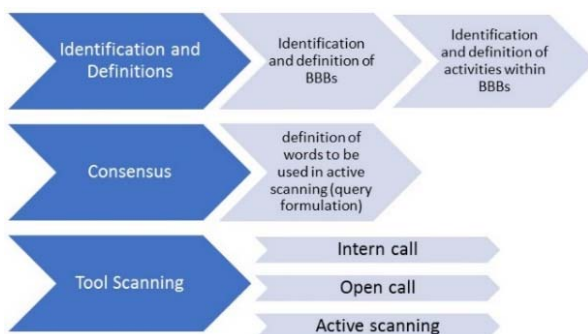 Identification and
Definitions
Identification
and definition of
BBBs
Identification
and definition of
activities within
BBBs
Consensus
definition of
words to be
used in active
scanning (query
formulation)
Tool Scanning
Intern call
Open call
Active scanning